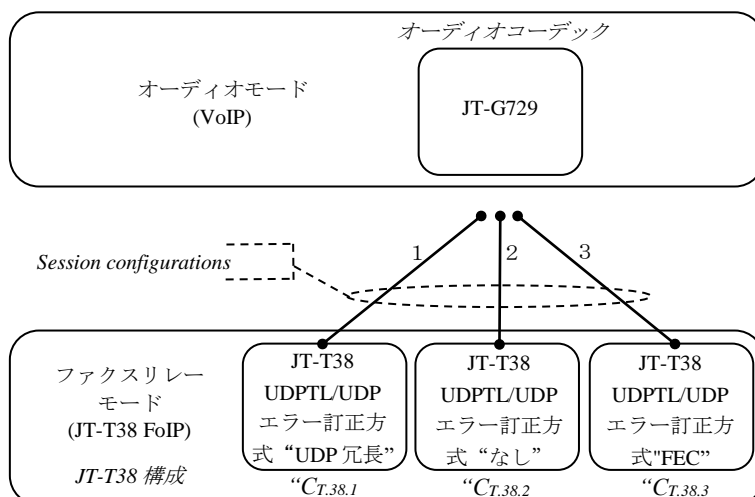 オーディオコーデック
オーディオモード
(VoIP)
JT-G729
1
2
3
Session configurations
ファクスリレー
モード
(JT-T38 FoIP)
JT-T38 構成
JT-T38
UDPTL/UDP
エラー訂正方
式“UDP 冗長”
“CT.38.1
JT-T38
UDPTL/UDP
エラー訂正方
式“なし”
“CT.38.2
JT-T38
UDPTL/UDP
エラー訂正方
式"FEC”
“CT.38.3